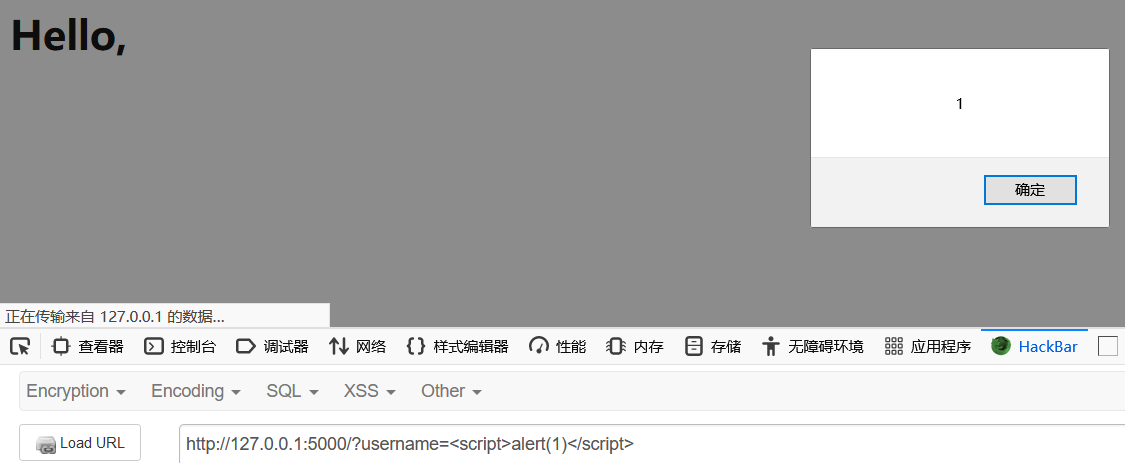 Hello,
1
确定
正在传输来自 127.0.0.1 的数据...
查看器 控制台 调试器 网络 样式编辑器 性能 内存 存储 无障碍环境 应用程序 HackBar
Encryption Encoding SQL XSS Other
Load URL http://127.0.0.1:5000/?username=<script>alert(1)</script>